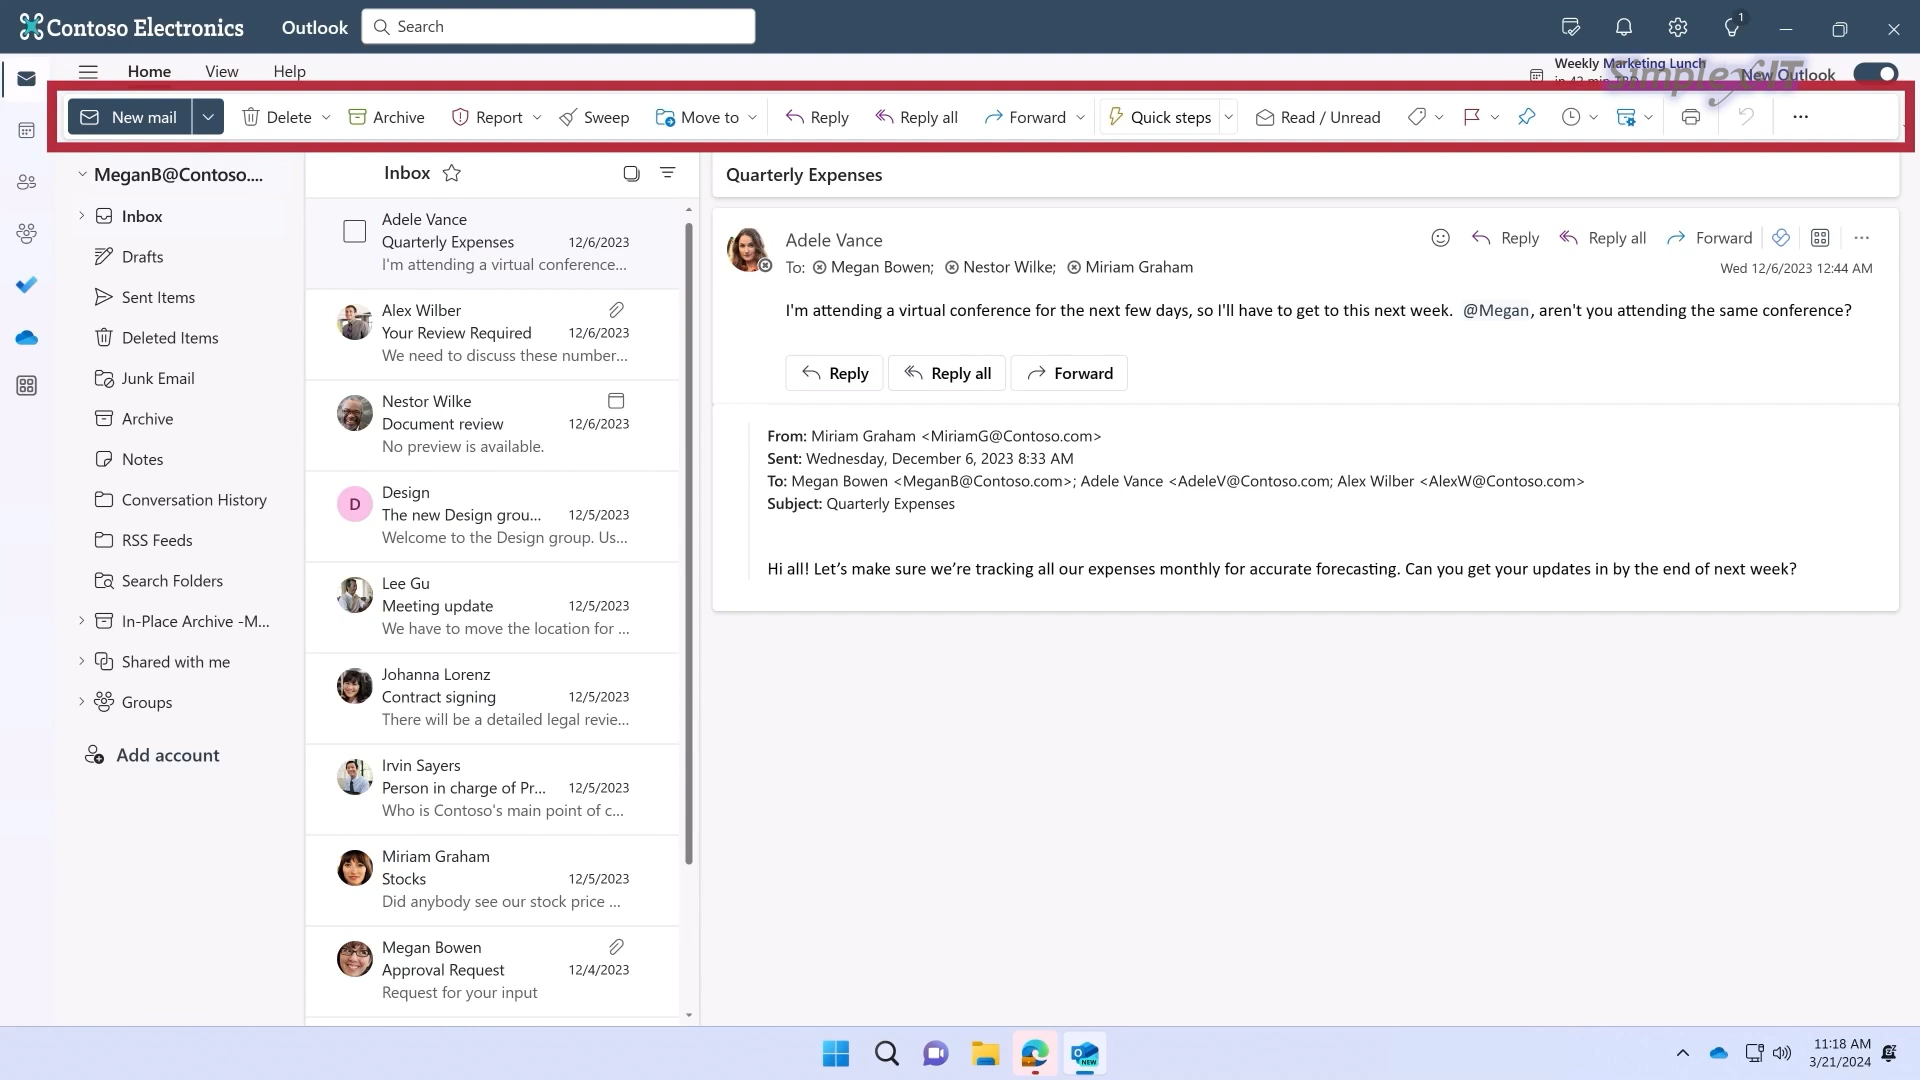 Contoso Electronics
Outlook
Search
1
Home
View
Help
Weekly Marketing Lunch
in 42 min TBD
New Outlook
SimplexIT
New mail
Delete
Archive
Report
Sweep
Move to
Reply
Reply all
Forward
Quick steps
Read / Unread
MeganB@Contoso....
Inbox
Drafts
Sent Items
Deleted Items
Junk Email
Archive
Notes
Conversation History
RSS Feeds
Search Folders
In-Place Archive -M...
Shared with me
Groups
Add account
Inbox
Adele Vance
Quarterly Expenses 12/6/2023
I'm attending a virtual conference...
Alex Wilber
Your Review Required 12/6/2023
We need to discuss these number...
Nestor Wilke
Document review 12/6/2023
No preview is available.
D
Design
The new Design grou... 12/5/2023
Welcome to the Design group. Us...
Lee Gu
Meeting update 12/5/2023
We have to move the location for ...
Johanna Lorenz
Contract signing 12/5/2023
There will be a detailed legal revie...
Irvin Sayers
Person in charge of Pr... 12/5/2023
Who is Contoso's main point of c...
Miriam Graham
Stocks 12/5/2023
Did anybody see our stock price ...
Megan Bowen
Approval Request 12/4/2023
Request for your input
Quarterly Expenses
Adele Vance
Reply
Reply all
Forward
To: Megan Bowen; Nestor Wilke; Miriam Graham
Wed 12/6/2023 12:44 AM
I'm attending a virtual conference for the next few days, so I'll have to get to this next week. @Megan, aren't you attending the same conference?
Reply
Reply all
Forward
From: Miriam Graham <MiriamG@Contoso.com>
Sent: Wednesday, December 6, 2023 8:33 AM
To: Megan Bowen <MeganB@Contoso.com>; Adele Vance <AdeleV@Contoso.com; Alex Wilber <AlexW@Contoso.com>
Subject: Quarterly Expenses
Hi all! Let’s make sure we’re tracking all our expenses monthly for accurate forecasting. Can you get your updates in by the end of next week?
NEW
11:18 AM
3/21/2024